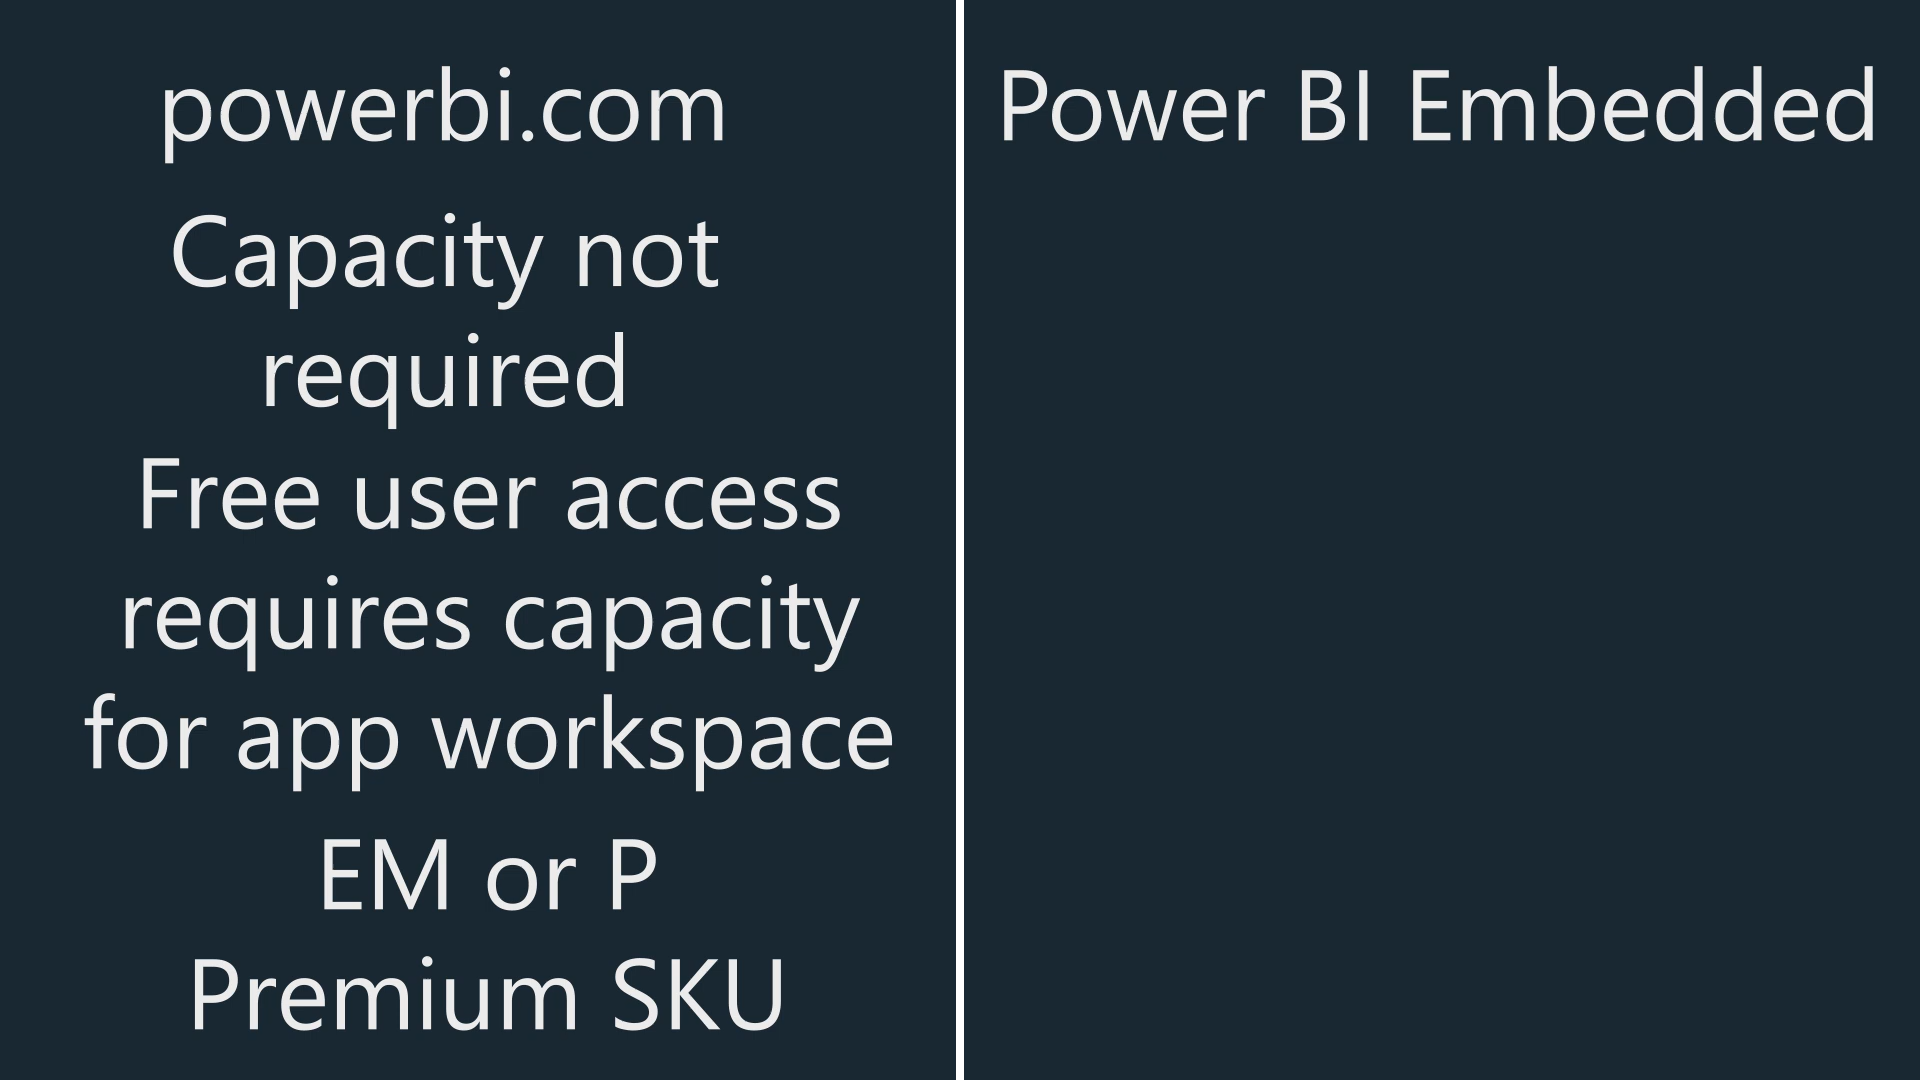 powerbi.com
Capacity not
required
Free user access
requires capacity
for app workspace
EM or P
Premium SKU
Power BI Embedded